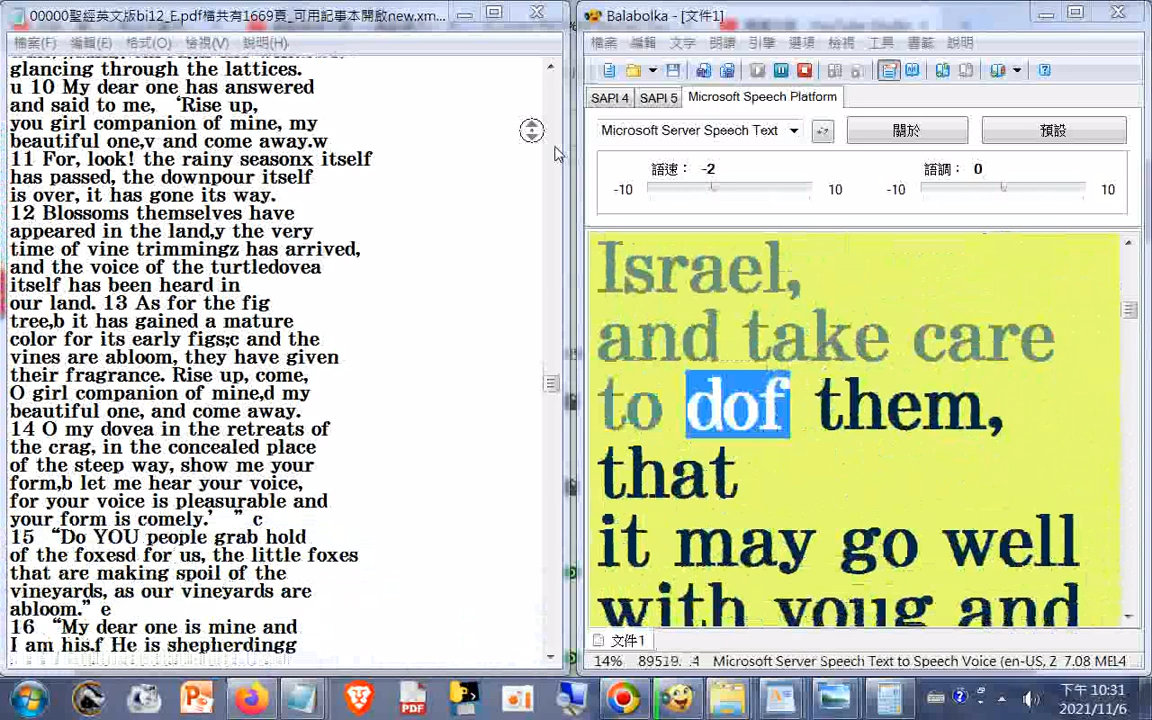 00000聖經英文版bi12_E.pdf檔共有1669頁_可用記事本開啟new.xm...
檔案(F) 編輯(E) 格式(O) 檢視(V) 說明(H)
glancing through the lattices.
u 10 My dear one has answered
and said to me, ‘Rise up,
you girl companion of mine, my
beautiful one,v and come away.w
11 For, look! the rainy seasonx itself
has passed, the downpour itself
is over, it has gone its way.
12 Blossoms themselves have
appeared in the land,y the very
time of vine trimmingz has arrived,
and the voice of the turtledovea
itself has been heard in
our land. 13 As for the fig
tree,b it has gained a mature
color for its early figs;c and the
vines are abloom, they have given
their fragrance. Rise up, come,
O girl companion of mine,d my
beautiful one, and come away.
14 O my dovea in the retreats of
the crag, in the concealed place
of the steep way, show me your
form,b let me hear your voice,
for your voice is pleasurable and
your form is comely.’ ” c
15 “Do YOU people grab hold
of the foxesd for us, the little foxes
that are making spoil of the
vineyards, as our vineyards are
abloom.” e
16 “My dear one is mine and
I am his.f He is shepherdingg
Balabolka - [文件1]
檔案 編輯 文字 朗讀 引擎 選項 檢視 工具 書籤 說明
SAPI 4 SAPI 5 Microsoft Speech Platform
Microsoft Server Speech Text 關於 預設
語速： -2 語調： 0
-10 10 -10 10
Israel,
and take care
to dof them,
that
it may go well
with youg and
文件1
14% 89519. .4 Microsoft Server Speech Text to Speech Voice (en-US, 2 7.08 ME14
PDF
下午 10:31
2021/11/6